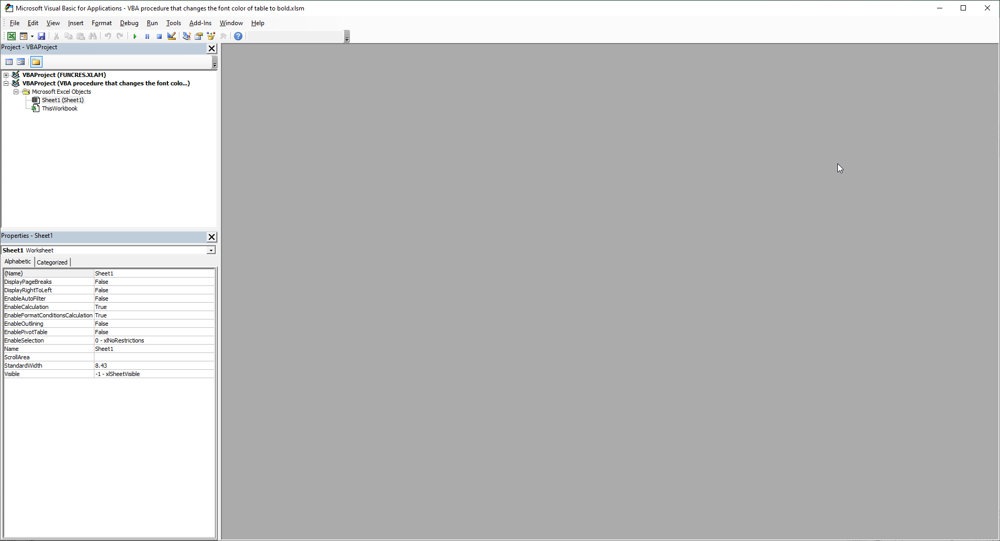 Microsoft Visual Basic for Applications - VBA procedure that changes the font color of table to bold.xlsm
File Edit View Insert Format Debug Run Tools Add-Ins Window Help
Project - VBAProject
VBAProject (FUNCRES.XLAM)
VBAProject (VBA procedure that changes the font colo...)
Microsoft Excel Objects
Sheet1 (Sheet1)
ThisWorkbook
Properties - Sheet1
Sheet1 Worksheet
Alphabetic Categorized
(Name) Sheet1
DisplayPageBreaks False
DisplayRightToLeft False
EnableAutoFilter False
EnableCalculation True
EnableFormatConditionsCalculation True
EnableOutlining False
EnablePivotTable False
EnableSelection 0 - xlNoRestrictions
Name Sheet1
ScrollArea
StandardWidth 8.43
Visible -1 - xlSheetVisible